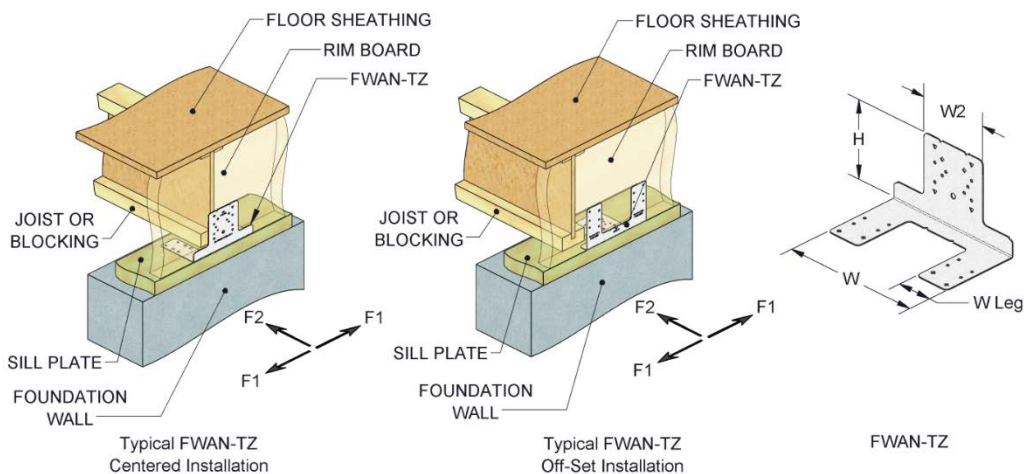 FLOOR SHEATHING
RIM BOARD
FWAN-TZ
JOIST OR
BLOCKING
F2
F1
F1
SILL PLATE
FOUNDATION
WALL
Typical FWAN-TZ
Centered Installation
FLOOR SHEATHING
RIM BOARD
FWAN-TZ
JOIST OR
BLOCKING
F2
F1
F1
SILL PLATE
FOUNDATION
WALL
Typical FWAN-TZ
Off-Set Installation
W2
H
W
W Leg
FWAN-TZ